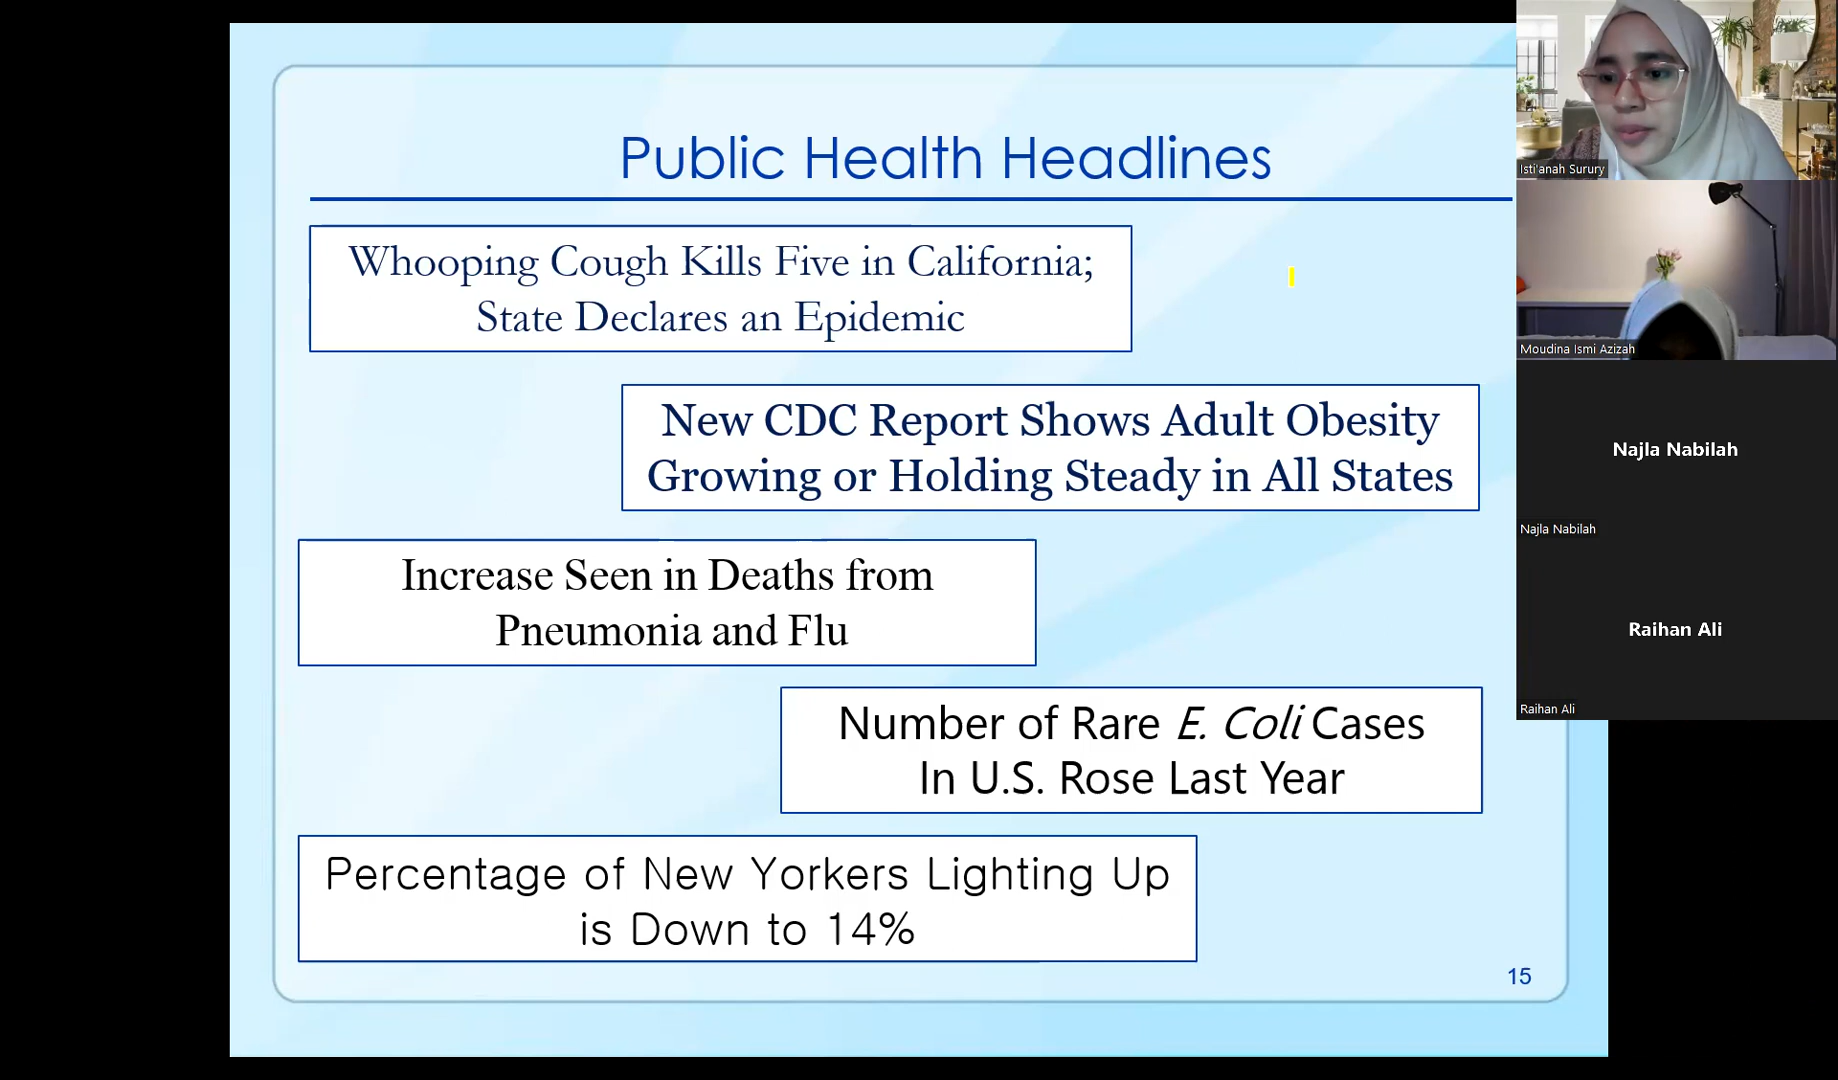 Public Health Headlines
Whooping Cough Kills Five in California;
State Declares an Epidemic
New CDC Report Shows Adult Obesity
Growing or Holding Steady in All States
Increase Seen in Deaths from
Pneumonia and Flu
Number of Rare E. Coli Cases
In U.S. Rose Last Year
Percentage of New Yorkers Lighting Up
is Down to 14%
15
Isti'anah Surury
Moudina Ismi Azizah
Najla Nabilah
Najla Nabilah
Raihan Ali
Raihan Ali